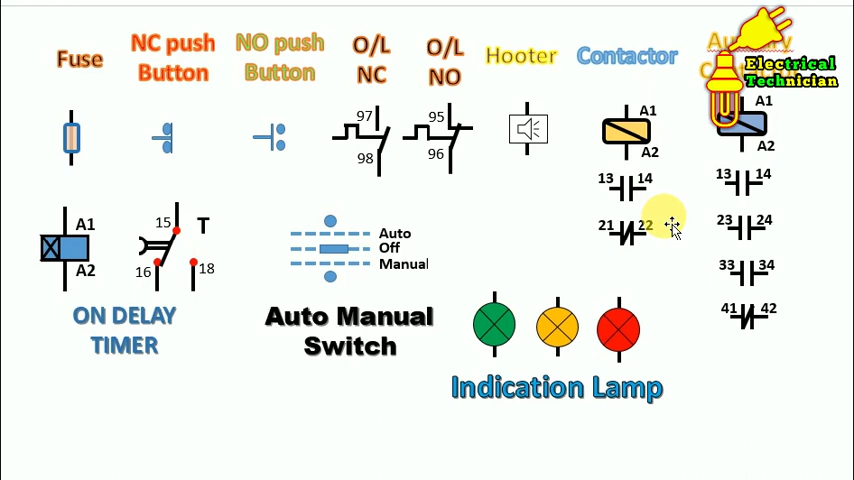 Fuse
NC push
Button
NO push
Button
O/L
NC
O/L
NO
Hooter
Contactor
Electrical
Technician
97
98
95
96
A1
A2
13 14
21 22
A1
A2
13 14
23 24
33 34
41 42
A1
A2
15 T
16 18
Auto
Off
Manual
ON DELAY
TIMER
Auto Manual
Switch
Indication Lamp